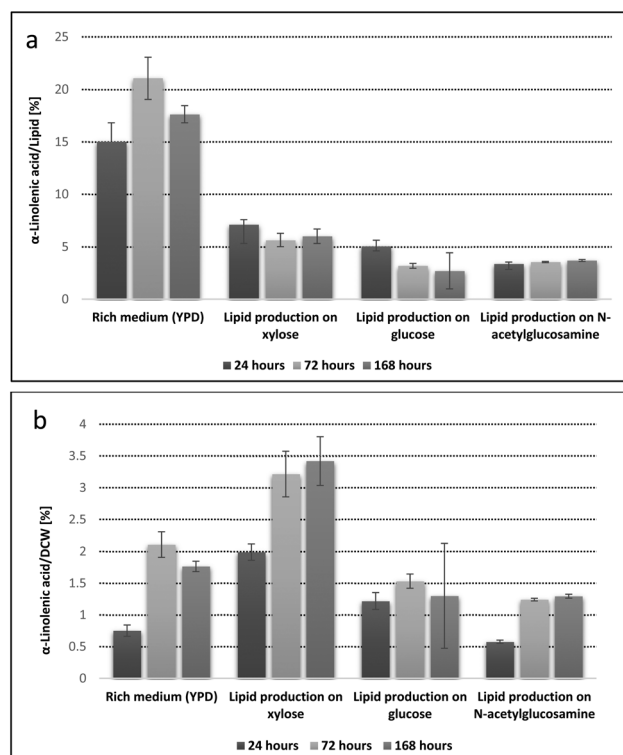 a
α-Linolenic acid/Lipid [%]
25
20
15
10
5
0
Rich medium (YPD)
Lipid production on
xylose
Lipid production on
glucose
Lipid production on N-
acetylglucosamine
24 hours 72 hours 168 hours
b
α-Linolenic acid/DCW [%]
4
3.5
3
2.5
2
1.5
1
0.5
0
Rich medium (YPD)
Lipid production on
xylose
Lipid production on
glucose
Lipid production on
N-acetylglucosamine
24 hours 72 hours 168 hours